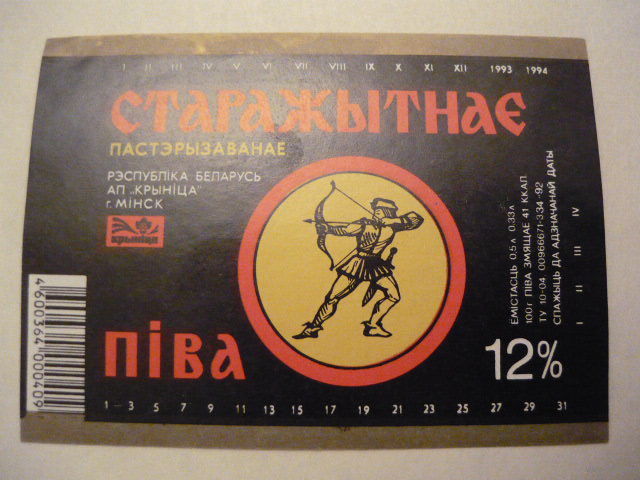 I II III IV V VI VII VIII IX X XI XII 1993 1994
СТАРАЖЫТНАЕ
ПАСТЭРЫЗАВАНАЕ
РЭСПУБЛІКА БЕЛАРУСЬ
АП „КРЫНІЦА"
г. МІНСК
крыніца
ПІВА
4600364000409
ЕМІСТАСЦЬ 0,5 л 0,33 л
100 г ПІВА ЗМЯЩАЕ 41 ККАЛ
ТУ 10-04 00966671-334-92
СПАЖЫЦЬ ДА АДЗНАЧАНАЙ ДАТЫ
I II III IV
12%
1 – 3 5 7 9 11 13 15 17 19 21 23 25 27 29 31